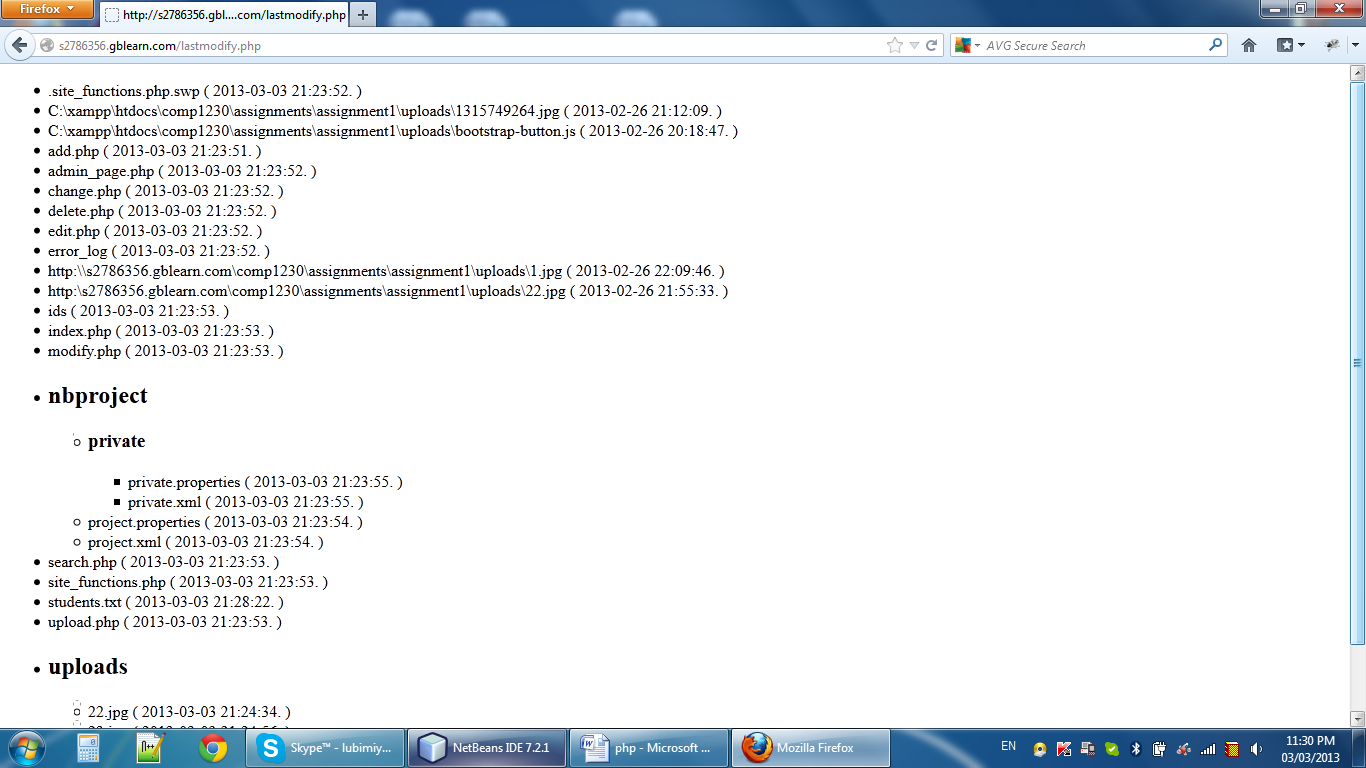 Firefox
http://s2786356.gbl....com/lastmodify.php
s2786356.gblearn.com/lastmodify.php
AVG Secure Search
.site_functions.php.swp ( 2013-03-03 21:23:52. )
C:\xampp\htdocs\comp1230\assignments\assignment1\uploads\1315749264.jpg ( 2013-02-26 21:12:09. )
C:\xampp\htdocs\comp1230\assignments\assignment1\uploads\bootstrap-button.js ( 2013-02-26 20:18:47. )
add.php ( 2013-03-03 21:23:51. )
admin_page.php ( 2013-03-03 21:23:52. )
change.php ( 2013-03-03 21:23:52. )
delete.php ( 2013-03-03 21:23:52. )
edit.php ( 2013-03-03 21:23:52. )
error_log ( 2013-03-03 21:23:52. )
http:\\s2786356.gblearn.com\comp1230\assignments\assignment1\uploads\1.jpg ( 2013-02-26 22:09:46. )
http:\s2786356.gblearn.com\comp1230\assignments\assignment1\uploads\22.jpg ( 2013-02-26 21:55:33. )
ids ( 2013-03-03 21:23:53. )
index.php ( 2013-03-03 21:23:53. )
modify.php ( 2013-03-03 21:23:53. )
nbproject
private
private.properties ( 2013-03-03 21:23:55. )
private.xml ( 2013-03-03 21:23:55. )
project.properties ( 2013-03-03 21:23:54. )
project.xml ( 2013-03-03 21:23:54. )
search.php ( 2013-03-03 21:23:53. )
site_functions.php ( 2013-03-03 21:23:53. )
students.txt ( 2013-03-03 21:28:22. )
upload.php ( 2013-03-03 21:23:53. )
uploads
22.jpg ( 2013-03-03 21:24:34. )
Skype™ - lubimiy...
NetBeans IDE 7.2.1
php - Microsoft ...
Mozilla Firefox
EN
11:30 PM
03/03/2013